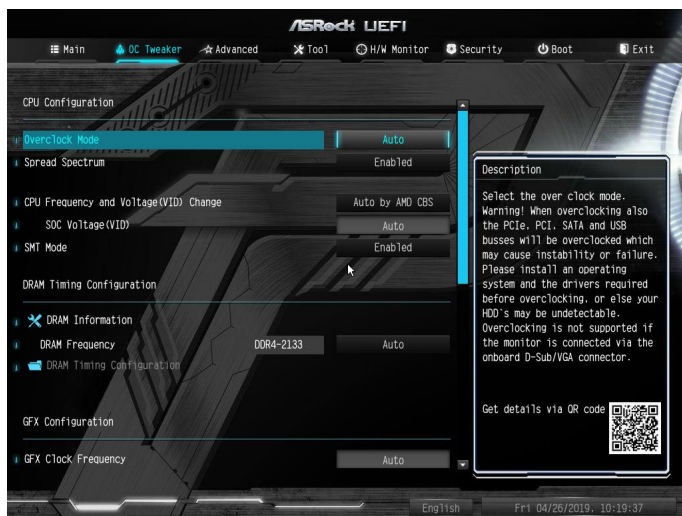 ASRock UEFI
Main
OC Tweaker
Advanced
Tool
H/W Monitor
Security
Boot
Exit
CPU Configuration
Overclock Mode Auto
Spread Spectrum Enabled
CPU Frequency and Voltage(VID) Change Auto by AMD CBS
SOC Voltage(VID) Auto
SMT Mode Enabled
DRAM Timing Configuration
DRAM Information
DRAM Frequency DDR4-2133 Auto
DRAM Timing Configuration
GFX Configuration
GFX Clock Frequency Auto
Description
Select the over clock mode.
Warning! When overclocking also
the PCIe, PCI, SATA and USB
busses will be overclocked which
may cause instability or failure.
Please install an operating
system and the drivers required
before overclocking, or else your
HDD`s may be undetectable.
Overclocking is not supported if
the monitor is connected via the
onboard D-Sub/VGA connector.
Get details via QR code
English
Fri 04/26/2019, 10:19:37